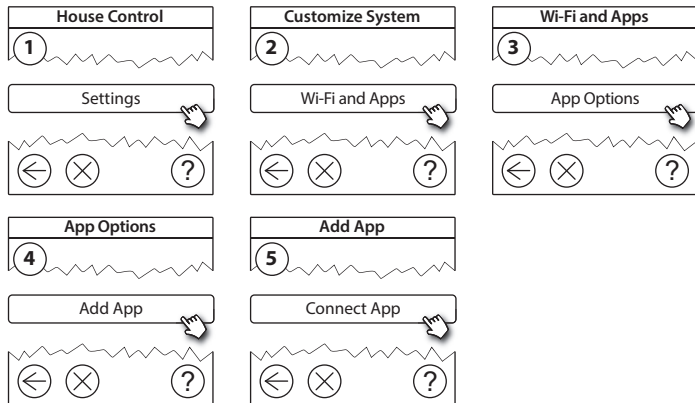 House Control
1
Settings
?
Customize System
2
Wi-Fi and Apps
?
Wi-Fi and Apps
3
App Options
?
App Options
4
Add App
?
Add App
5
Connect App
?